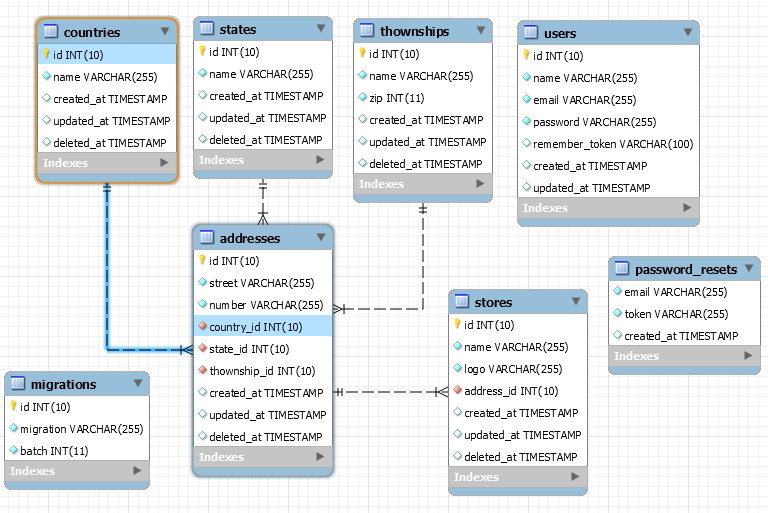 countries
id INT(10)
name VARCHAR(255)
created_at TIMESTAMP
updated_at TIMESTAMP
deleted_at TIMESTAMP
Indexes
states
id INT(10)
name VARCHAR(255)
created_at TIMESTAMP
updated_at TIMESTAMP
deleted_at TIMESTAMP
Indexes
thownships
id INT(10)
name VARCHAR(255)
zip INT(11)
created_at TIMESTAMP
updated_at TIMESTAMP
deleted_at TIMESTAMP
Indexes
users
id INT(10)
name VARCHAR(255)
email VARCHAR(255)
password VARCHAR(255)
remember_token VARCHAR(100)
created_at TIMESTAMP
updated_at TIMESTAMP
Indexes
addresses
id INT(10)
street VARCHAR(255)
number VARCHAR(255)
country_id INT(10)
state_id INT(10)
thownship_id INT(10)
created_at TIMESTAMP
updated_at TIMESTAMP
deleted_at TIMESTAMP
Indexes
stores
id INT(10)
name VARCHAR(255)
logo VARCHAR(255)
address_id INT(10)
created_at TIMESTAMP
updated_at TIMESTAMP
deleted_at TIMESTAMP
Indexes
password_resets
email VARCHAR(255)
token VARCHAR(255)
created_at TIMESTAMP
Indexes
migrations
id INT(10)
migration VARCHAR(255)
batch INT(11)
Indexes